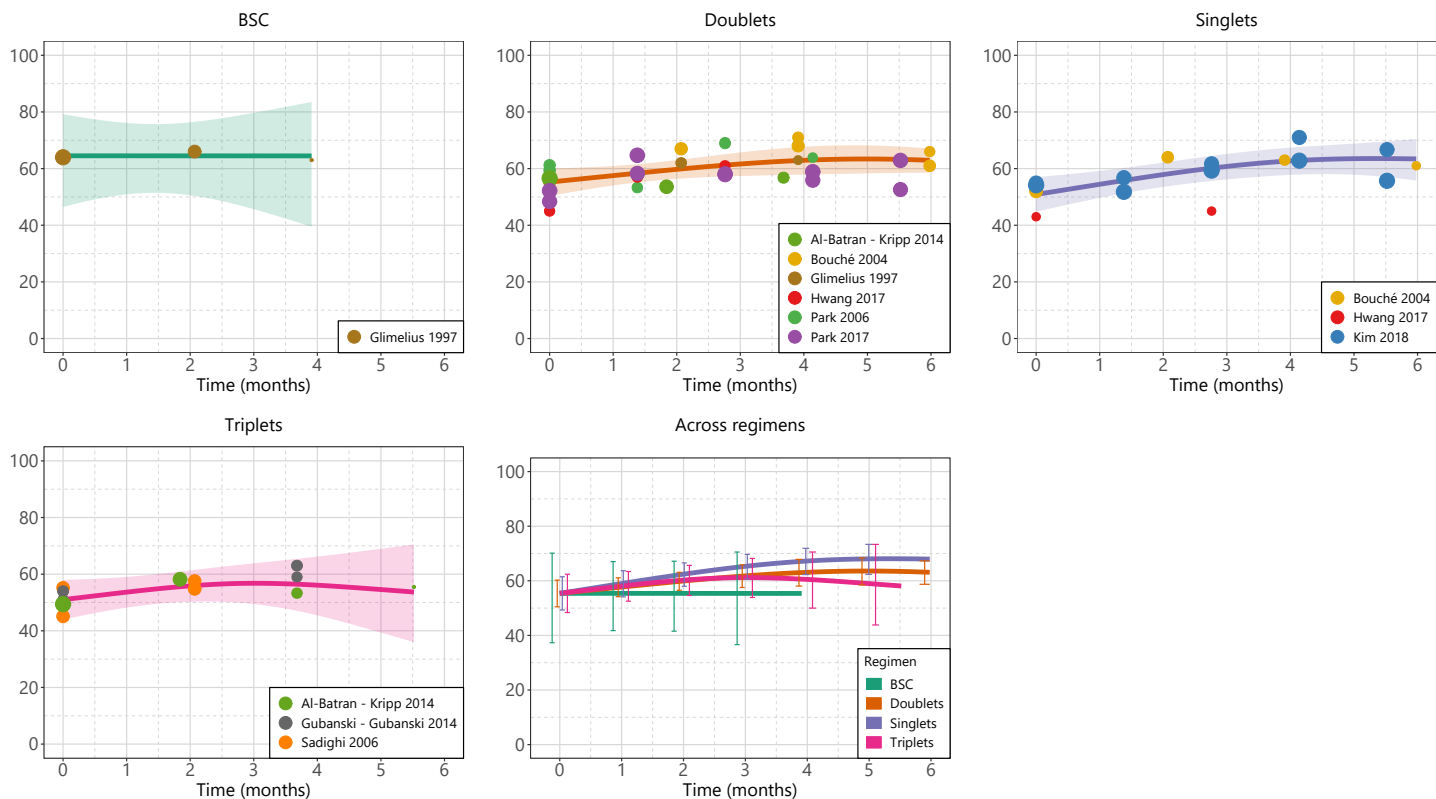 BSC
100
80
60
40
20
0
0 1 2 3 4 5 6
Time (months)
Glimelius 1997
Doublets
100
80
60
40
20
0
0 1 2 3 4 5 6
Time (months)
Al-Batran - Kripp 2014
Bouché 2004
Glimelius 1997
Hwang 2017
Park 2006
Park 2017
Singlets
100
80
60
40
20
0
0 1 2 3 4 5 6
Time (months)
Bouché 2004
Hwang 2017
Kim 2018
Triplets
100
80
60
40
20
0
0 1 2 3 4 5 6
Time (months)
Al-Batran - Kripp 2014
Gubanski - Gubanski 2014
Sadighi 2006
Across regimens
100
80
60
40
20
0
0 1 2 3 4 5 6
Time (months)
Regimen
BSC
Doublets
Singlets
Triplets